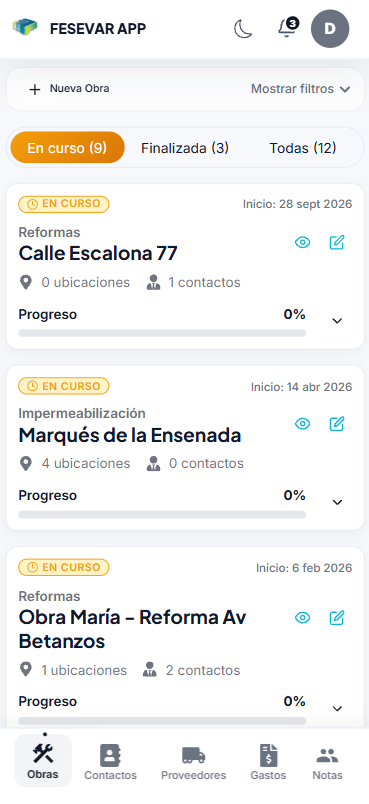 FESEVAR APP
3
D
Nueva Obra
Mostrar filtros
En curso (9)
Finalizada (3)
Todas (12)
EN CURSO
Inicio: 28 sept 2026
Reformas
Calle Escalona 77
0 ubicaciones
1 contactos
Progreso
0%
EN CURSO
Inicio: 14 abr 2026
Impermeabilización
Marqués de la Ensenada
4 ubicaciones
0 contactos
Progreso
0%
EN CURSO
Inicio: 6 feb 2026
Reformas
Obra María - Reforma Av
Betanzos
1 ubicaciones
2 contactos
Progreso
0%
Obras
Contactos
Proveedores
Gastos
Notas